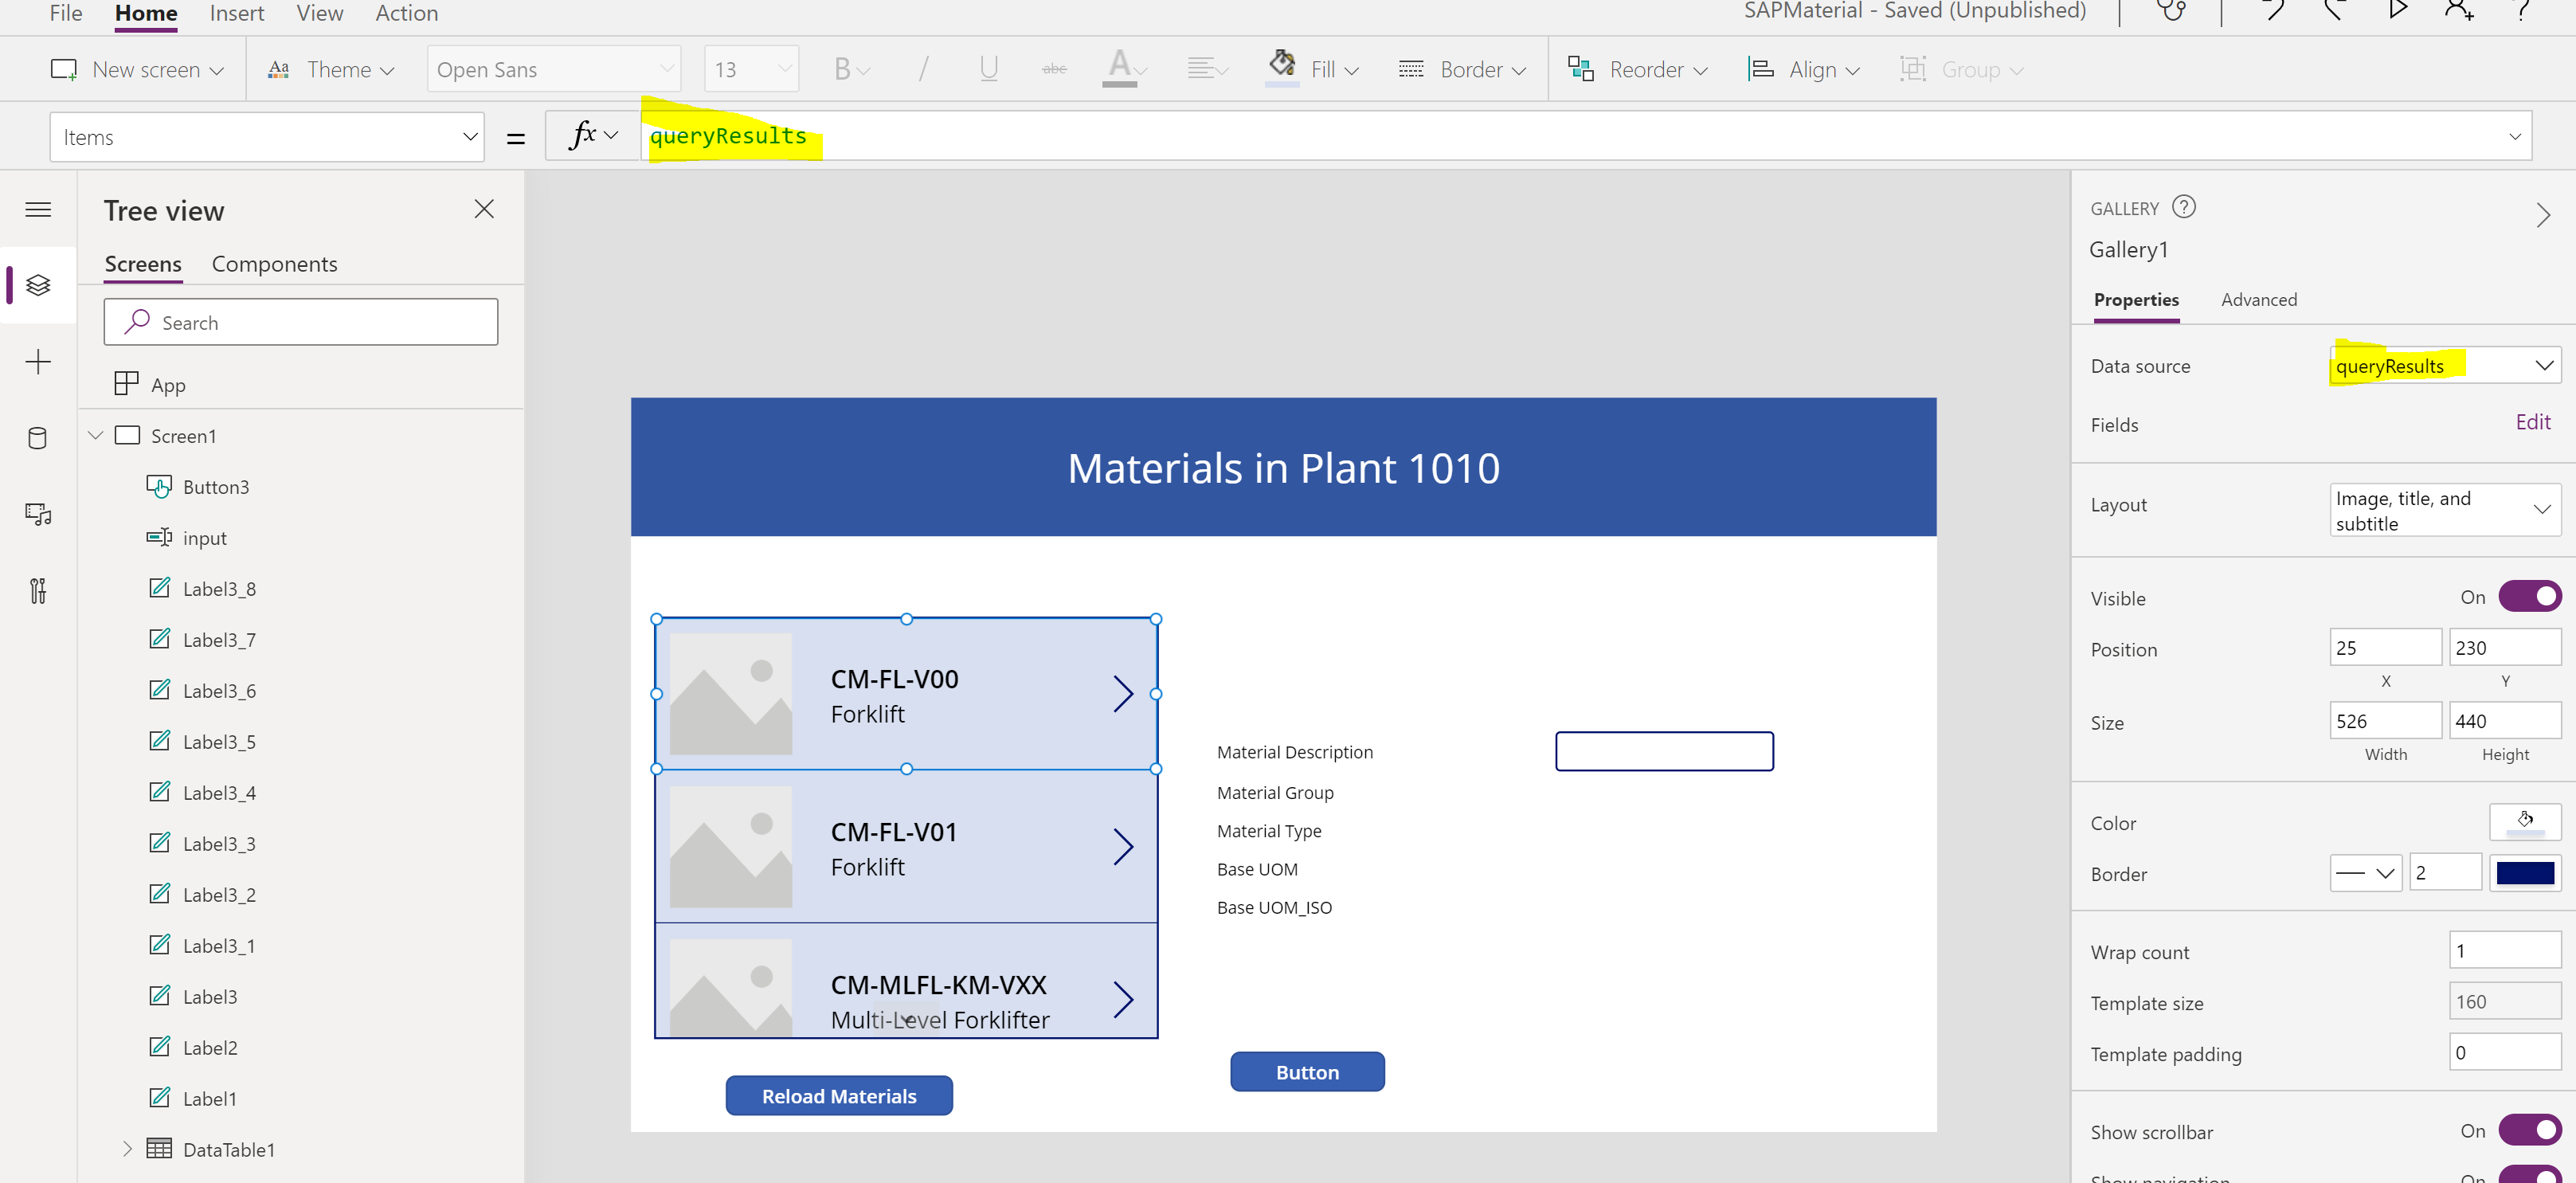 File Home Insert View Action SAPMaterial - Saved (Unpublished) ?
New screen Aa Theme Open Sans 13 B / U abc A Fill Border Reorder Align Group
Items = fx queryResults
Tree view
Screens Components
Search
App
Screen1
Button3
input
Label3_8
Label3_7
Label3_6
Label3_5
Label3_4
Label3_3
Label3_2
Label3_1
Label3
Label2
Label1
DataTable1
Materials in Plant 1010
CM-FL-V00
Forklift
CM-FL-V01
Forklift
CM-MLFL-KM-VXX
Multi-Level Forklifter
Reload Materials
Material Description
Material Group
Material Type
Base UOM
Base UOM_ISO
Button
GALLERY ?
Gallery1
Properties Advanced
Data source queryResults
Fields Edit
Layout Image, title, and
subtitle
Visible On
Position 25 230
X Y
Size 526 440
Width Height
Color
Border 2
Wrap count 1
Template size 160
Template padding 0
Show scrollbar On
Show navigation On